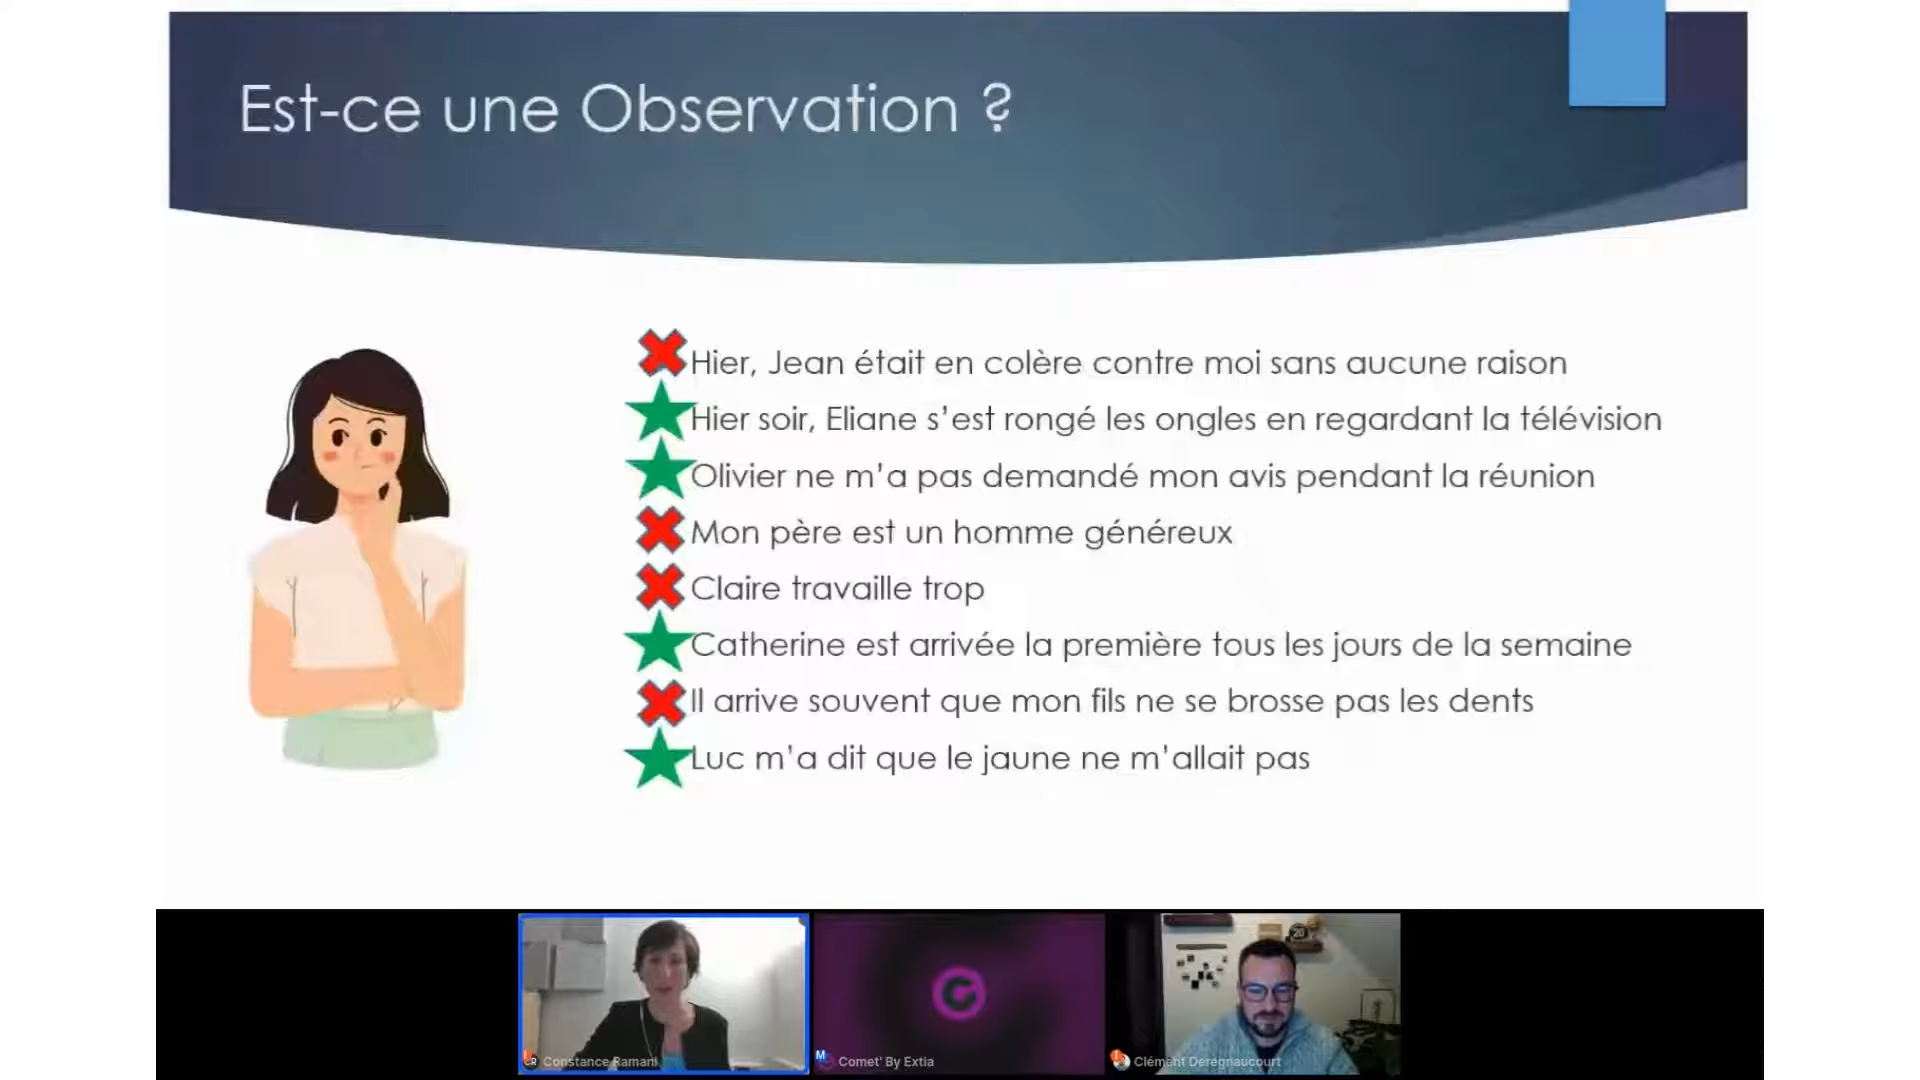 Est-ce une Observation ?
Hier, Jean était en colère contre moi sans aucune raison
Hier soir, Eliane s’est rongé les ongles en regardant la télévision
Olivier ne m’a pas demandé mon avis pendant la réunion
Mon père est un homme généreux
Claire travaille trop
Catherine est arrivée la première tous les jours de la semaine
Il arrive souvent que mon fils ne se brosse pas les dents
Luc m’a dit que le jaune ne m’allait pas
CR Constance Ramani
M Comet' By Extia
Clément Deregnaucourt
20